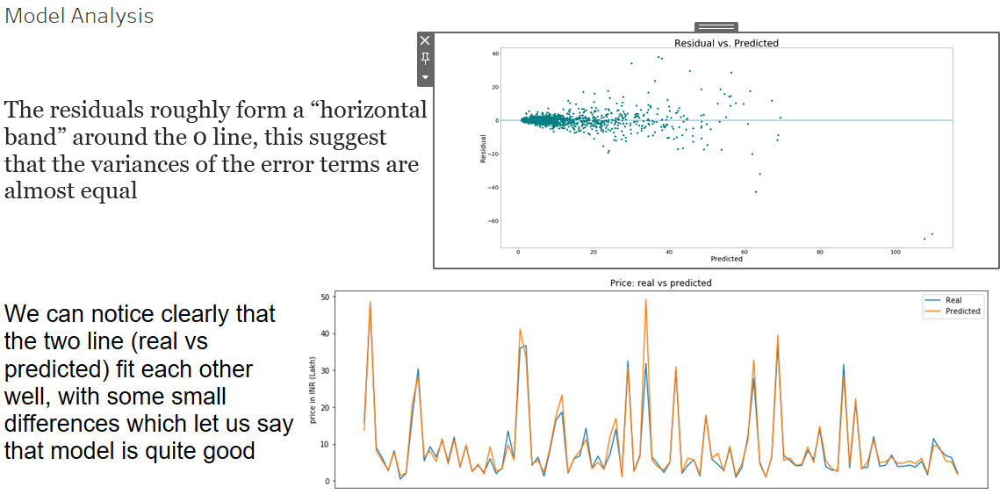 Model Analysis
Residual vs. Predicted
The residuals roughly form a “horizontal
band” around the 0 line, this suggest
that the variances of the error terms are
almost equal
Residual
40
20
0
−20
−40
−60
0 20 40 60 80 100
Predicted
Price: real vs predicted
We can notice clearly that
the two line (real vs
predicted) fit each other
well, with some small
differences which let us say
that model is quite good
price in INR (Lakh)
50
40
30
20
10
0
Real
Predicted